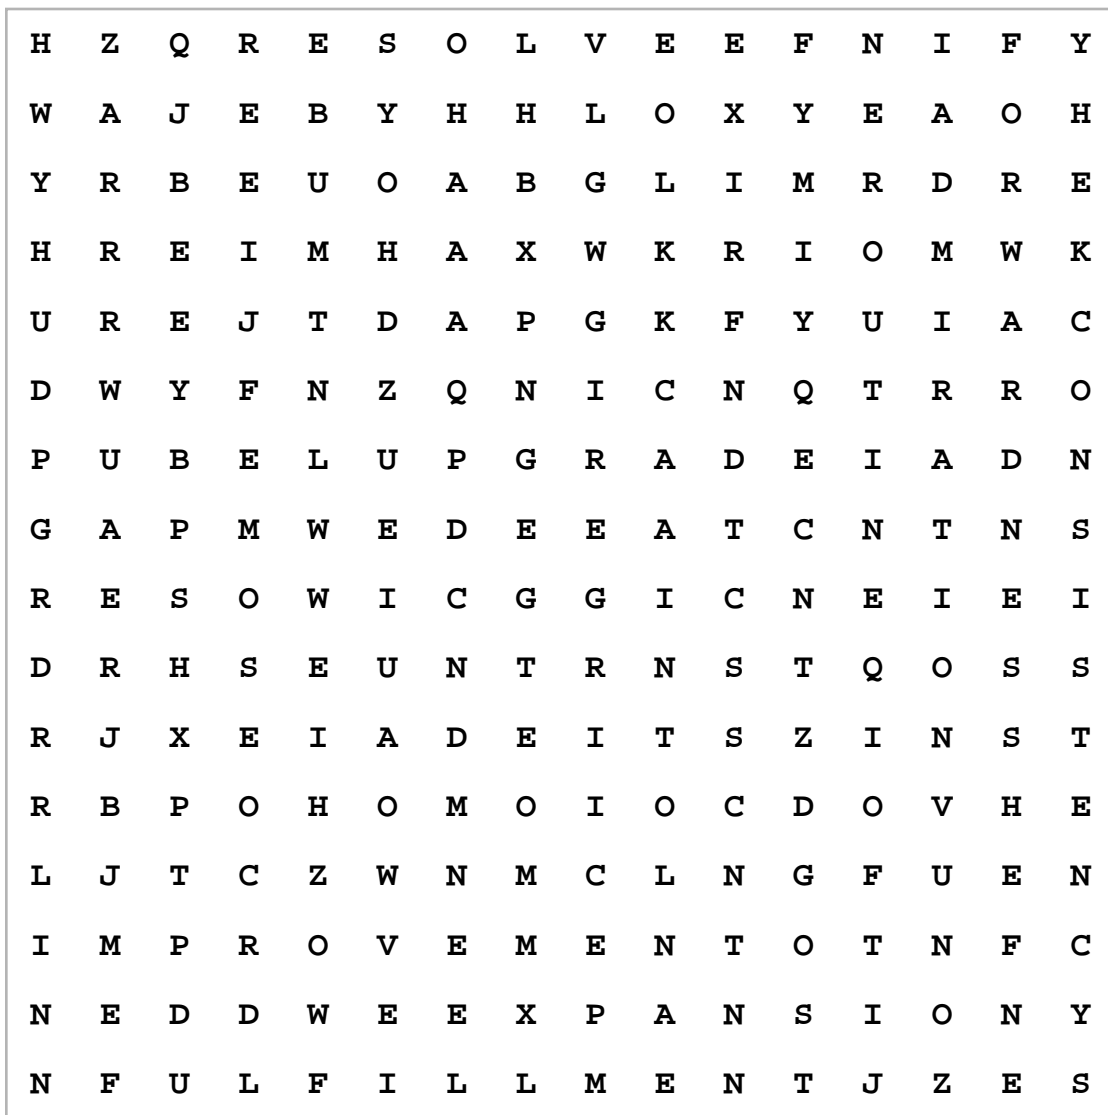 H Z Q R E S O L V E E F N I F Y
W A J E B Y H H L O X Y E A O H
Y R B E U O A B G L I M R D R E
H R E I M H A X W K R I O M W K
U R E J T D A P G K F Y U I A C
D W Y F N Z Q N I C N Q T R R O
P U B E L U P G R A D E I A D N
G A P M W E D E E A T C N T N S
R E S O W I C G G I C N E I E I
D R H S E U N T R N S T Q O S S
R J X E I A D E I T S Z I N S T
R B P O H O M O I O C D O V H E
L J T C Z W N M C L N G F U E N
I M P R O V E M E N T O T N F C
N E D D W E E X P A N S I O N Y
N F U L F I L L M E N T J Z E S